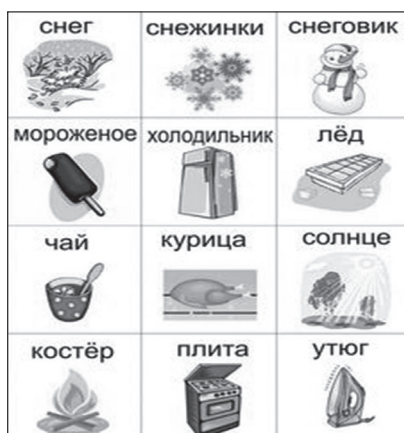 снег снежинки снеговик
мороженое холодильник лёд
чай курица солнце
костёр плита утюг